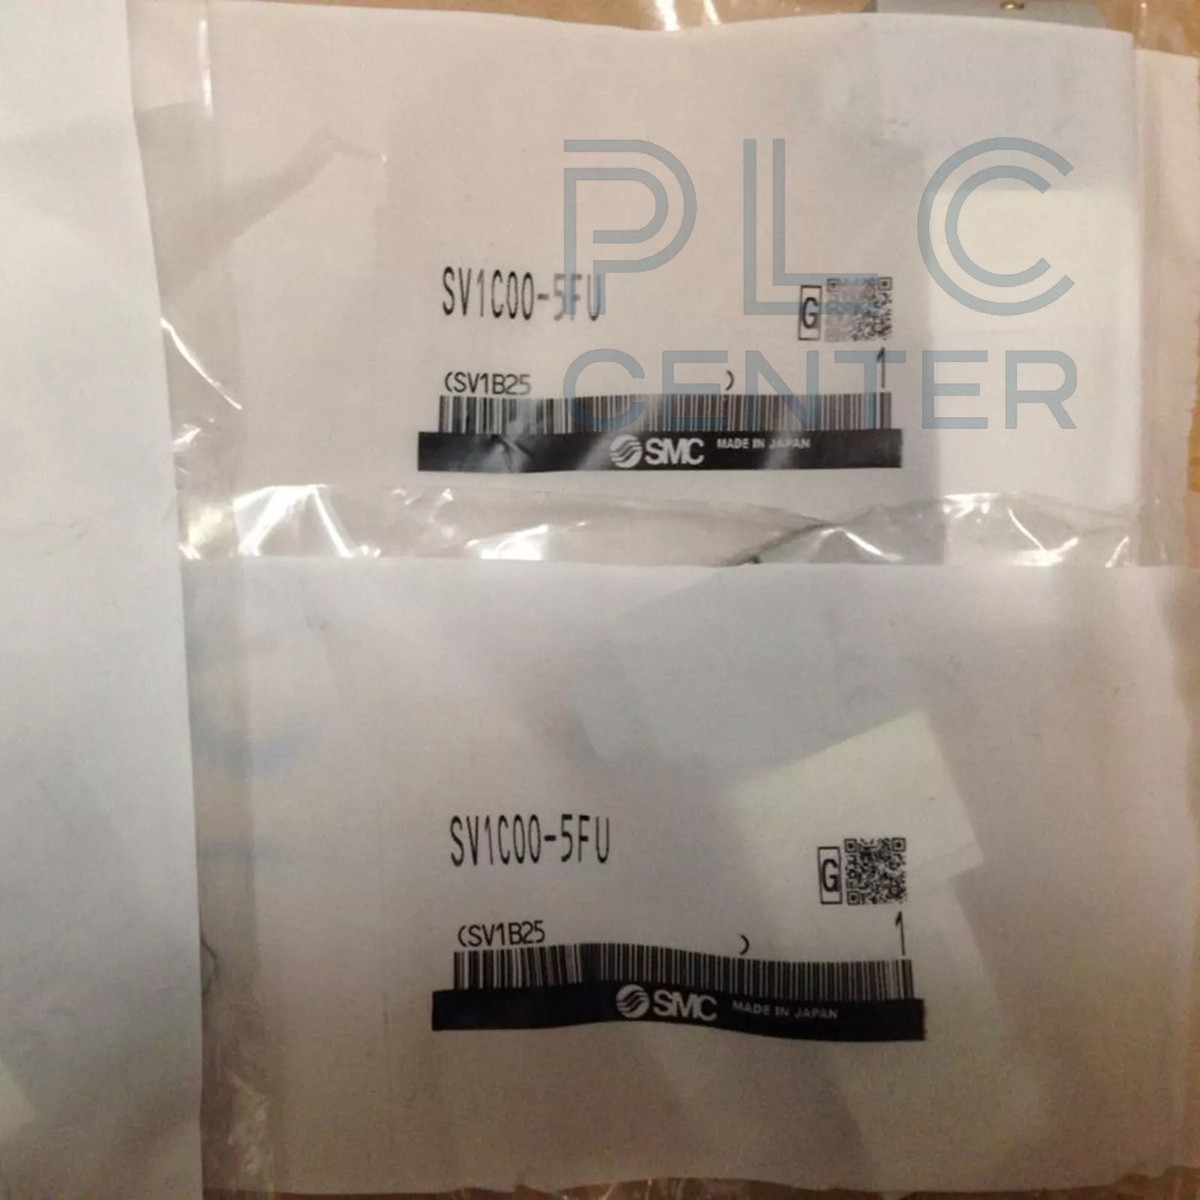 PLC
CENTER
SV1C00-5FU
G
(SV1B25 )
1
SMC MADE IN JAPAN
SV1C00-5FU
G
(SV1B25 )
1
SMC MADE IN JAPAN